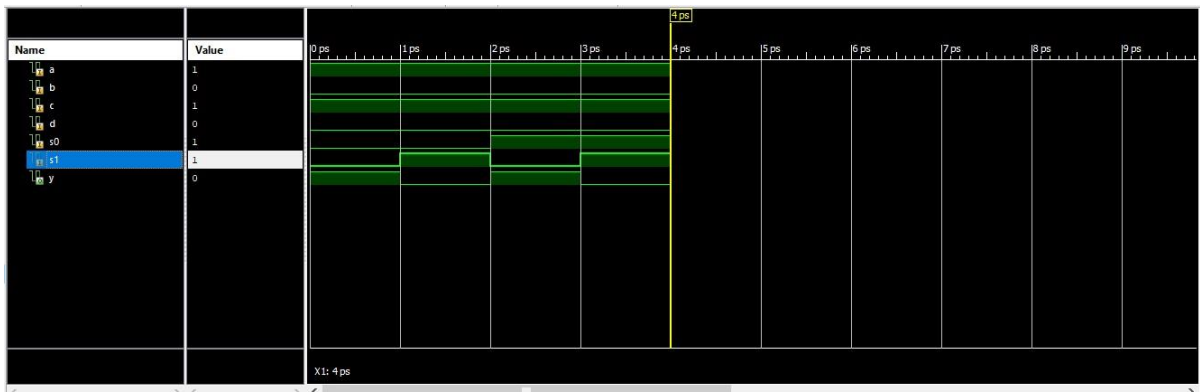 4 ps
Name Value 0 ps 1 ps 2 ps 3 ps 4 ps 5 ps 6 ps 7 ps 8 ps 9 ps
a 1
b 0
c 1
d 0
s0 1
s1 1
y 0
X1: 4 ps